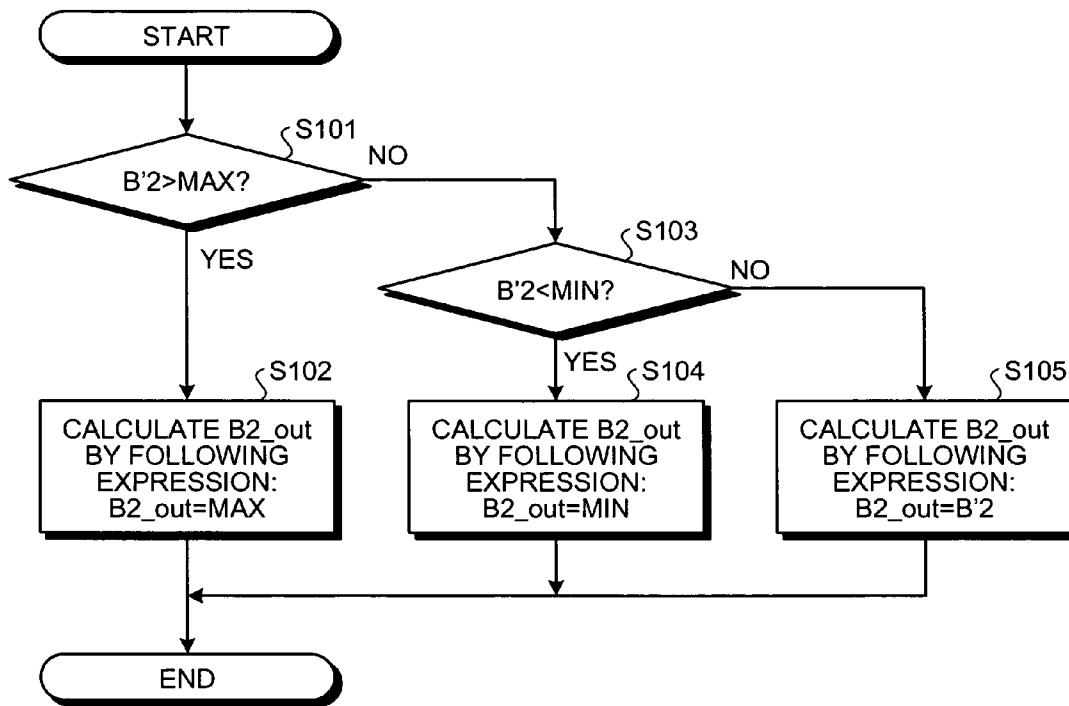 START
S101
B'2>MAX?
NO
YES
S103
B'2<MIN?
NO
YES
S102
CALCULATE B2_out
BY FOLLOWING
EXPRESSION:
B2_out=MAX
S104
CALCULATE B2_out
BY FOLLOWING
EXPRESSION:
B2_out=MIN
S105
CALCULATE B2_out
BY FOLLOWING
EXPRESSION:
B2_out=B'2
END